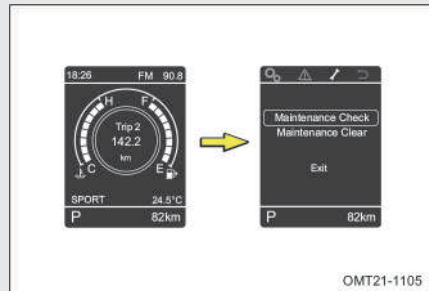 18:26 FM 90.8
H F
Trip 2
142.2
km
C E
SPORT 24.5°C
P 82km
Maintenance Check
Maintenance Clear
Exit
P 82km
OMT21-1105